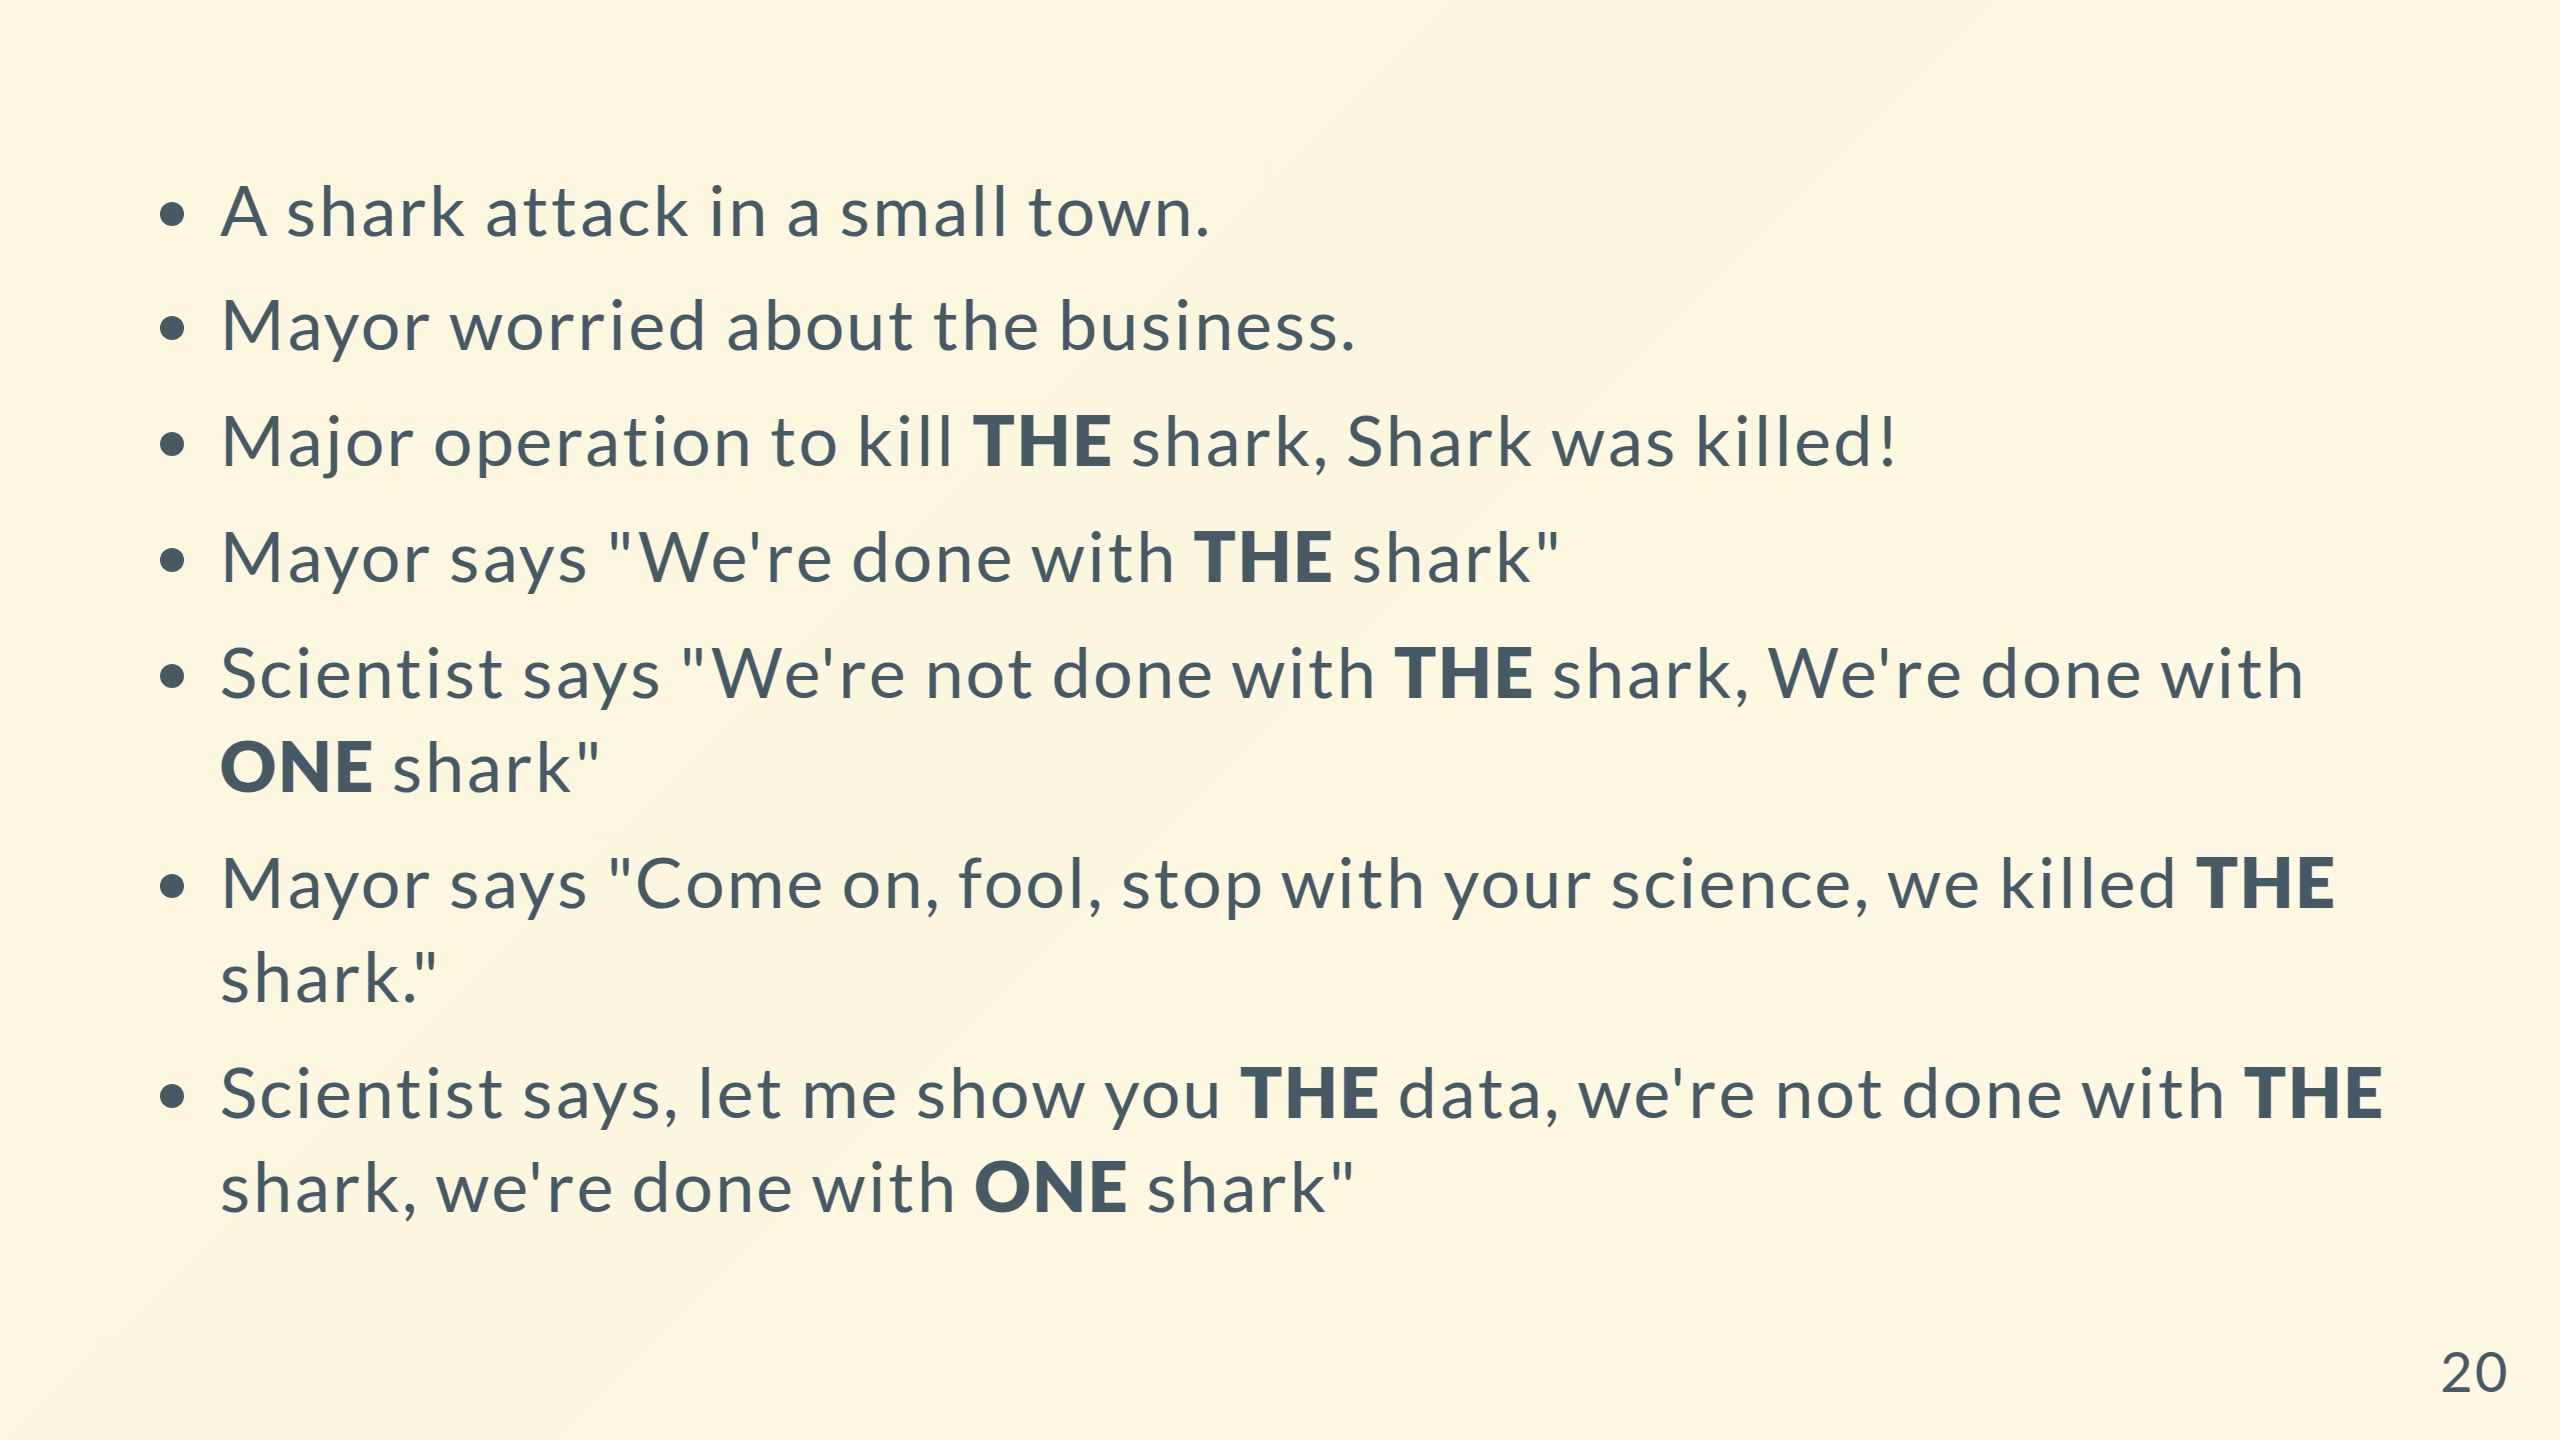 • A shark attack in a small town.
• Mayor worried about the business.
• Major operation to kill THE shark, Shark was killed!
• Mayor says "We're done with THE shark"
• Scientist says "We're not done with THE shark, We're done with
ONE shark"
• Mayor says "Come on, fool, stop with your science, we killed THE
shark."
• Scientist says, let me show you THE data, we're not done with THE
shark, we're done with ONE shark"
20